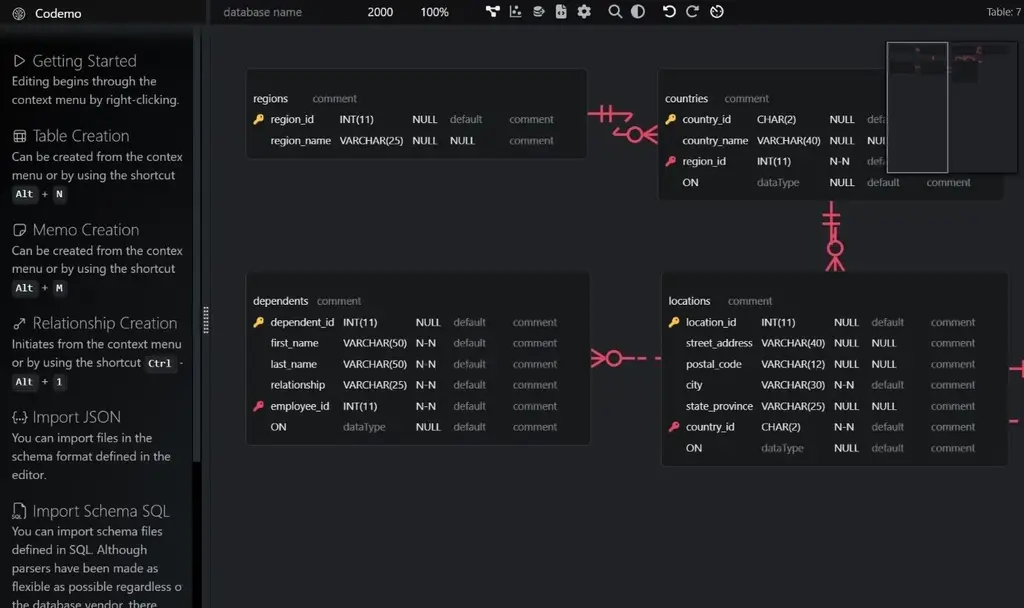 Codemo
database name 2000 100% Table: 7
Getting Started
Editing begins through the
context menu by right-clicking.
Table Creation
Can be created from the contex
menu or by using the shortcut
Alt + N
Memo Creation
Can be created from the contex
menu or by using the shortcut
Alt + M
Relationship Creation
Initiates from the context menu
or by using the shortcut Ctrl -
Alt + 1
{...} Import JSON
You can import files in the
schema format defined in the
editor.
Import Schema SQL
You can import schema files
defined in SQL. Although
parsers have been made as
flexible as possible regardless o
the database vendor, there
regions comment
region_id INT(11) NULL default comment
region_name VARCHAR(25) NULL NULL comment
countries comment
country_id CHAR(2) NULL defa
country_name VARCHAR(40) NULL NUL
region_id INT(11) N-N defa
ON dataType NULL default comment
dependents comment
dependent_id INT(11) NULL default comment
first_name VARCHAR(50) N-N default comment
last_name VARCHAR(50) N-N default comment
relationship VARCHAR(25) N-N default comment
employee_id INT(11) N-N default comment
ON dataType NULL default comment
locations comment
location_id INT(11) NULL default comment
street_address VARCHAR(40) NULL NULL comment
postal_code VARCHAR(12) NULL NULL comment
city VARCHAR(30) N-N default comment
state_province VARCHAR(25) NULL NULL comment
country_id CHAR(2) N-N default comment
ON dataType NULL default comment